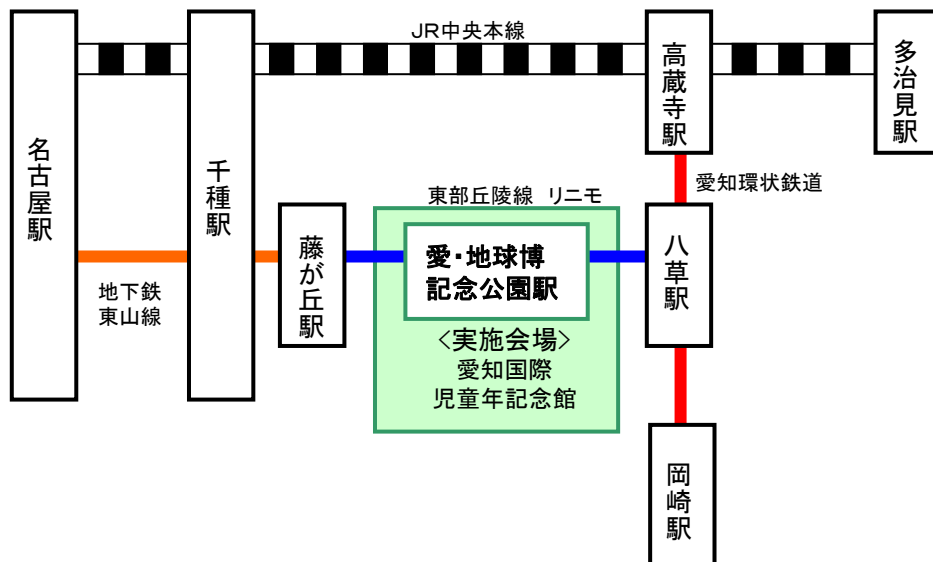 JR中央本線
名古屋駅
千種駅
高蔵寺駅
多治見駅
愛知環状鉄道
東部丘陵線 リニモ
藤が丘駅
愛・地球博
記念公園駅
八草駅
地下鉄
東山線
<実施会場>
愛知国際
児童年記念館
岡崎駅